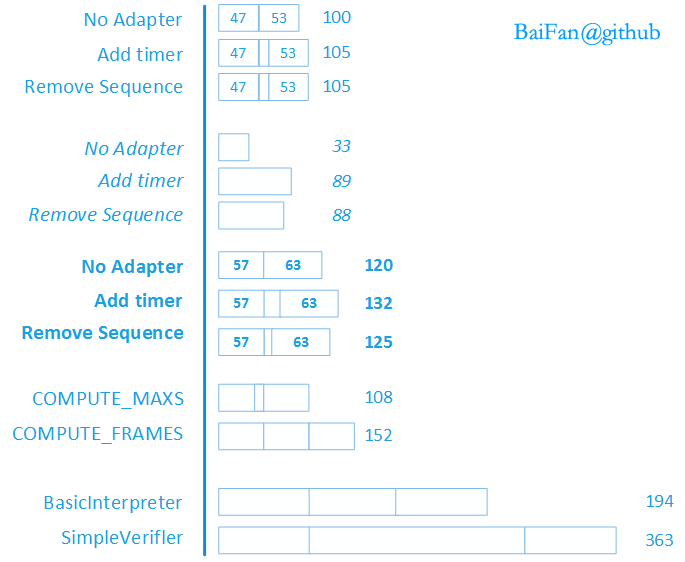 BaiFan@github
No Adapter 47 53 100
Add timer 47 53 105
Remove Sequence 47 53 105
No Adapter 33
Add timer 89
Remove Sequence 88
No Adapter 57 63 120
Add timer 57 63 132
Remove Sequence 57 63 125
COMPUTE_MAXS 108
COMPUTE_FRAMES 152
BasicInterpreter 194
SimpleVerifler 363